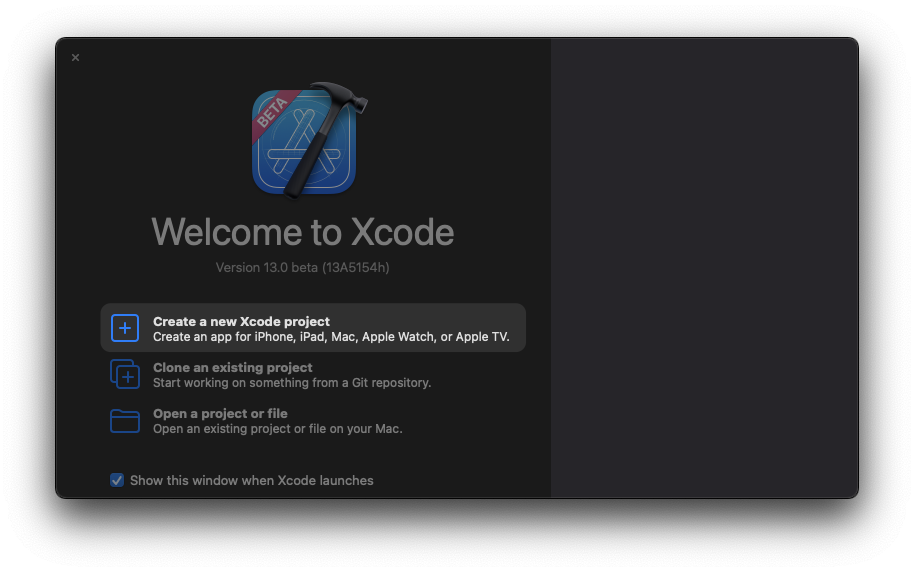 BETA
Welcome to Xcode
Version 13.0 beta (13A5154h)
Create a new Xcode project
Create an app for iPhone, iPad, Mac, Apple Watch, or Apple TV.
Clone an existing project
Start working on something from a Git repository.
Open a project or file
Open an existing project or file on your Mac.
Show this window when Xcode launches